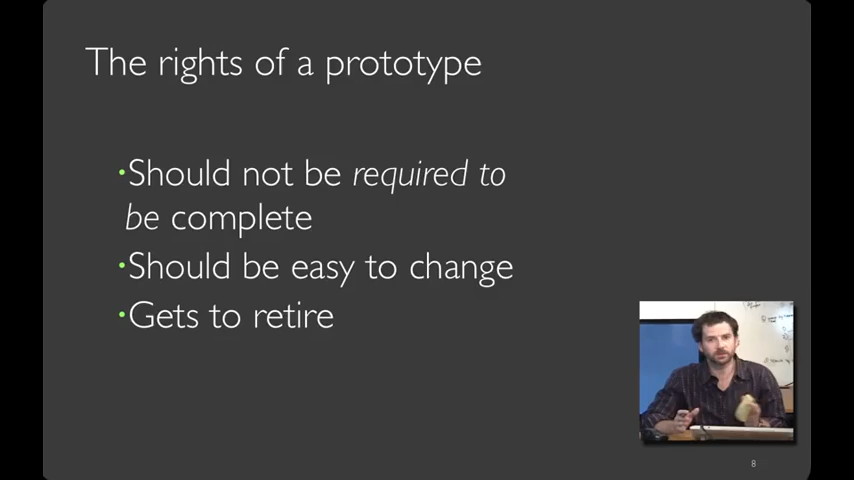 The rights of a prototype
•Should not be required to
be complete
•Should be easy to change
•Gets to retire
8